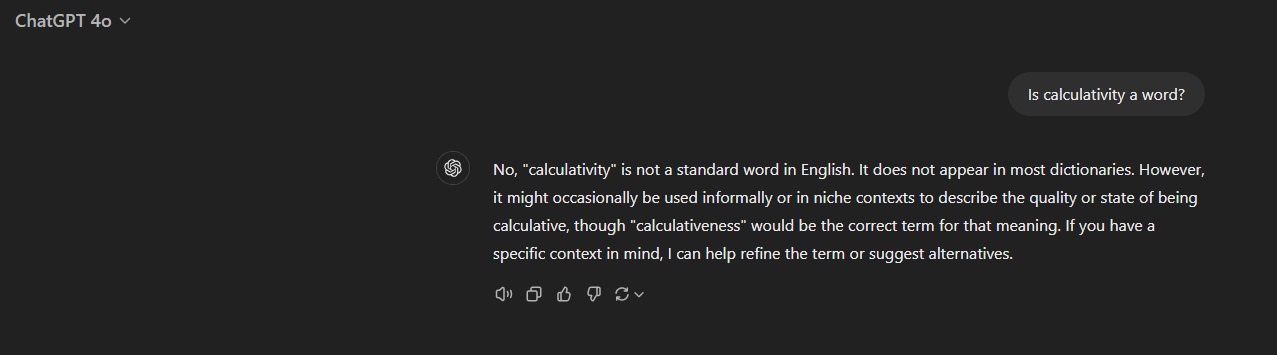 ChatGPT 4o
Is calculativity a word?
No, "calculativity" is not a standard word in English. It does not appear in most dictionaries. However,
it might occasionally be used informally or in niche contexts to describe the quality or state of being
calculative, though "calculativeness" would be the correct term for that meaning. If you have a
specific context in mind, I can help refine the term or suggest alternatives.